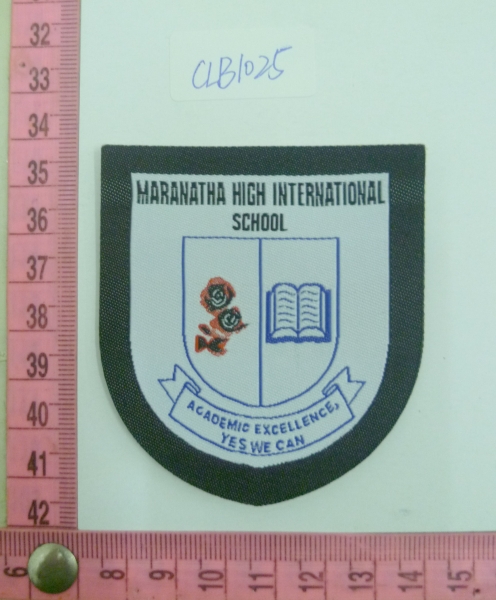 CLB1025
MARANATHA HIGH INTERNATIONAL
SCHOOL
ACADEMIC EXCELLENCE,
YES WE CAN
32
33
34
35
36
37
38
39
40
41
42
6 8 9 10 11 12 13 14 15